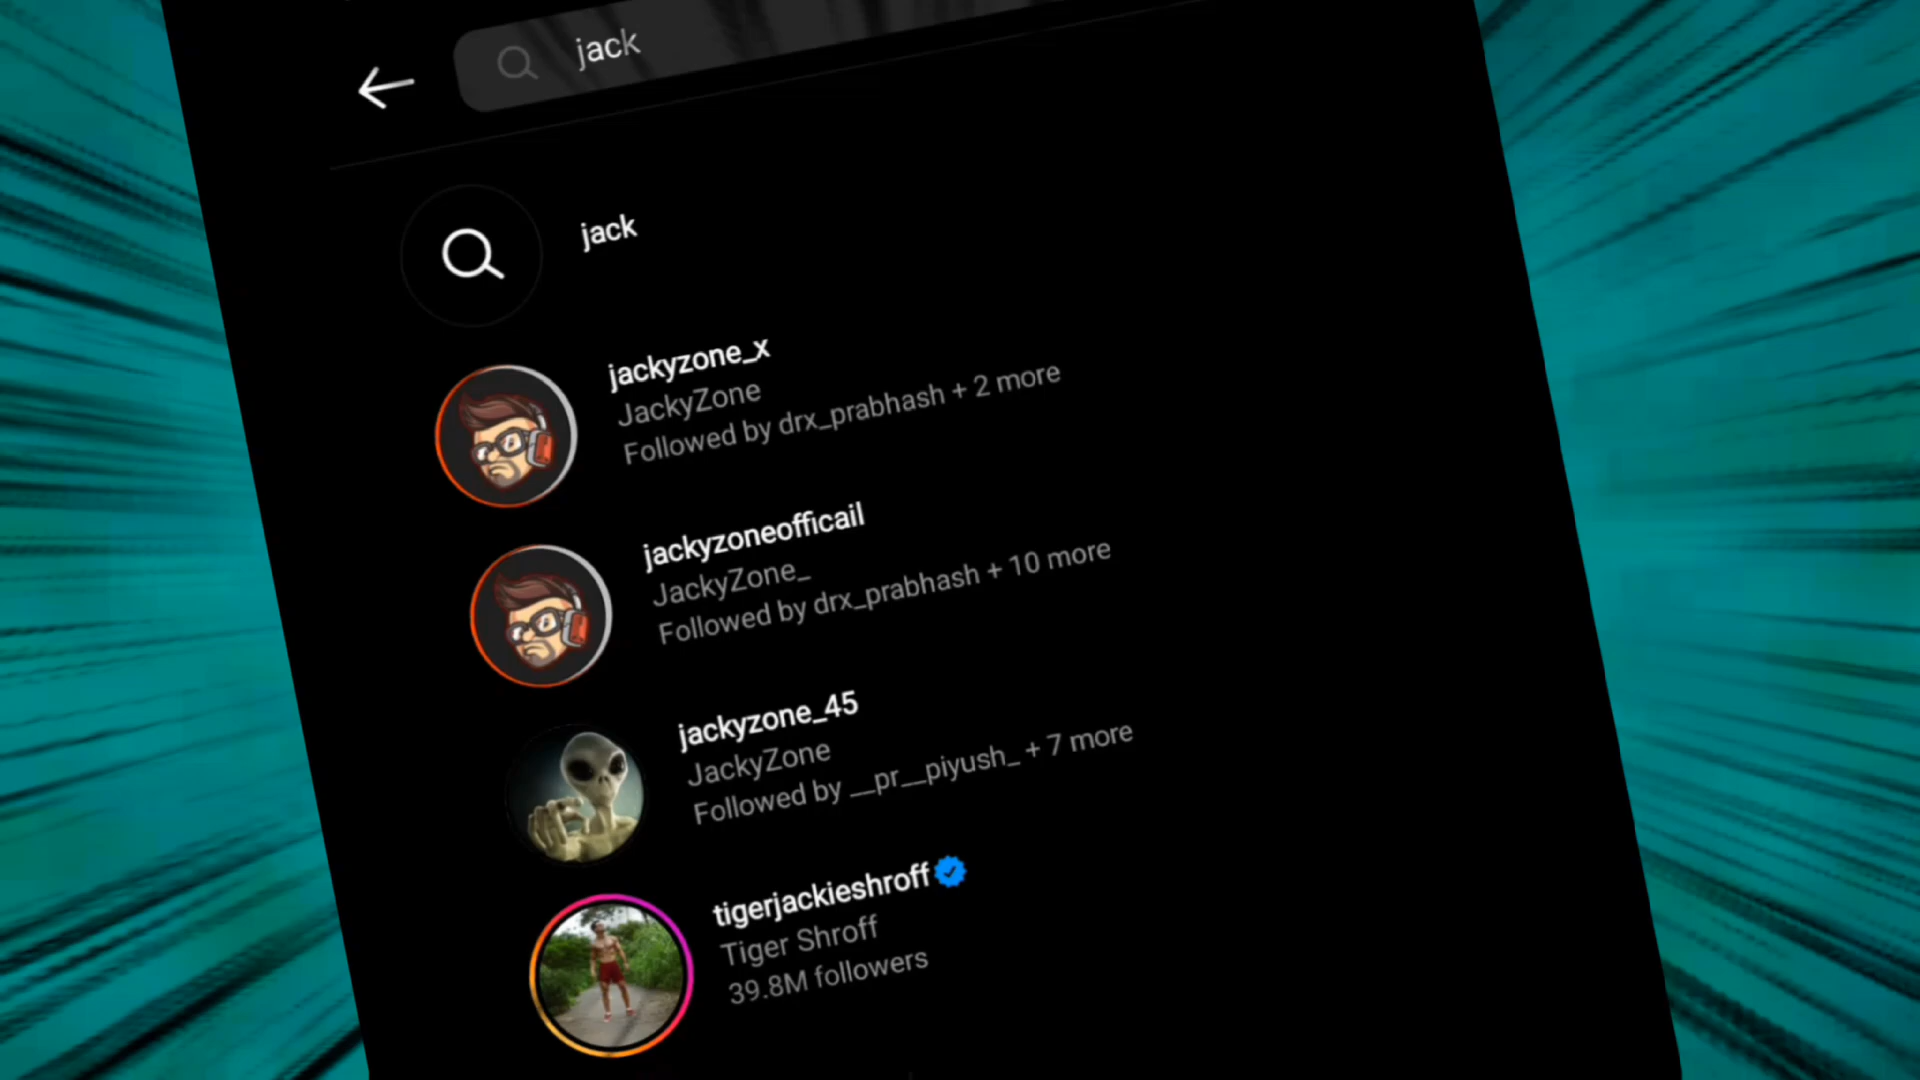 jack
jack
jackyzone_x
JackyZone
Followed by drx_prabhash + 2 more
jackyzoneofficail
JackyZone_
Followed by drx_prabhash + 10 more
jackyzone_45
JackyZone
Followed by __pr__piyush_ + 7 more
tigerjackieshroff
Tiger Shroff
39.8M followers